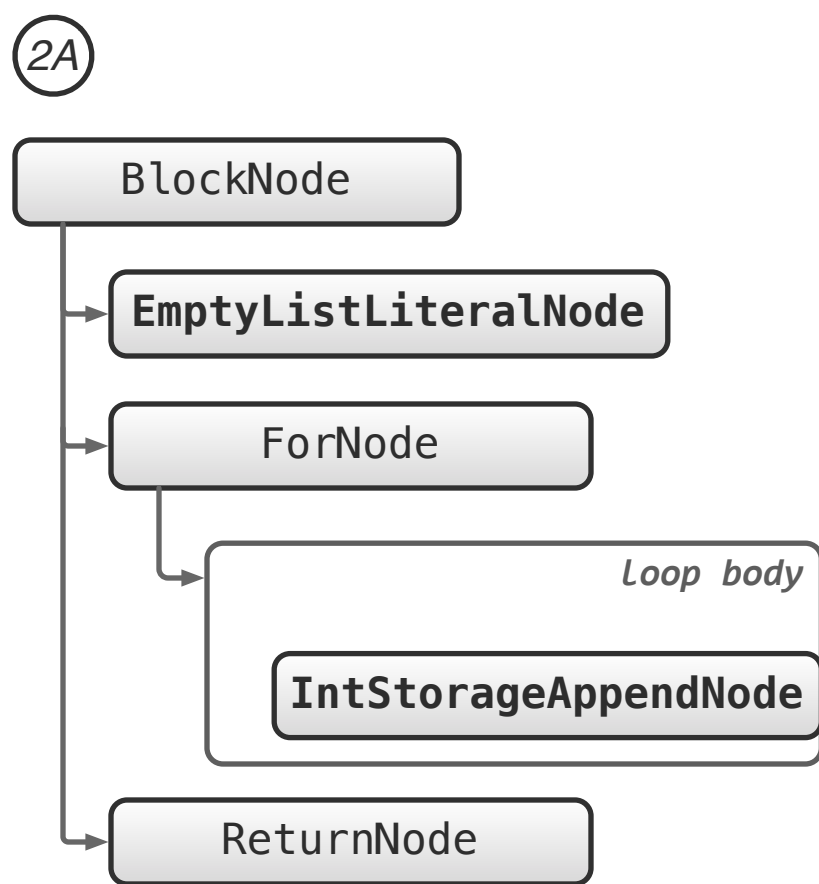 2A
BlockNode
EmptyListLiteralNode
ForNode
loop body
IntStorageAppendNode
ReturnNode